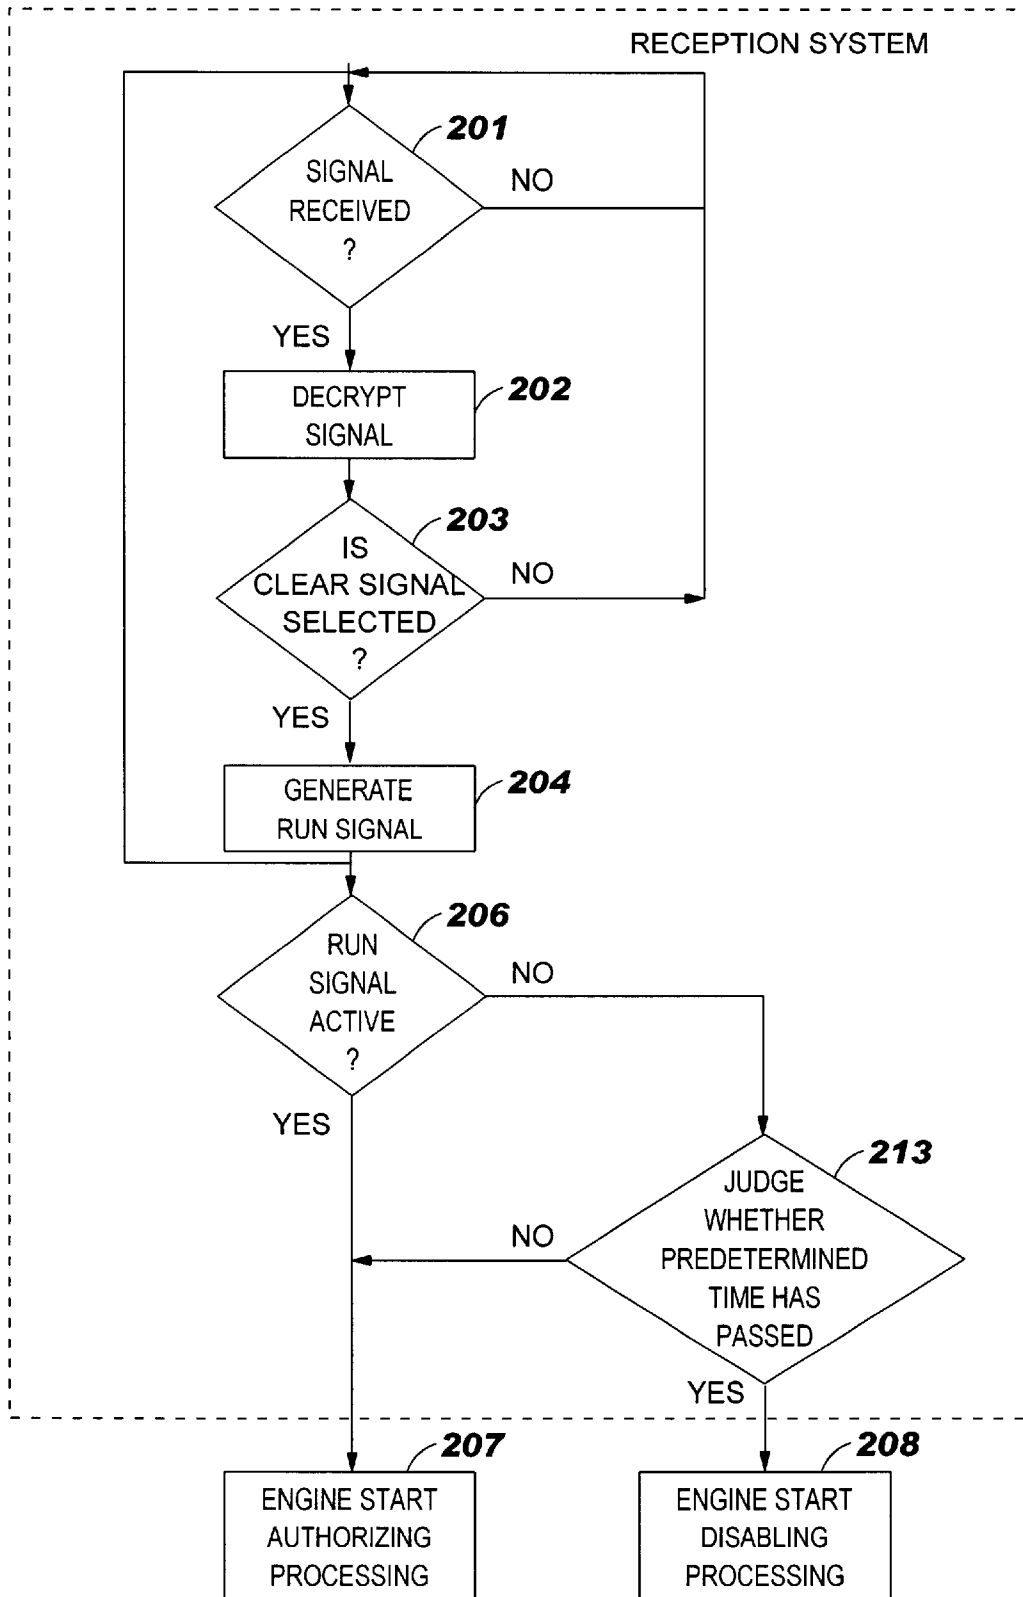 RECEPTION SYSTEM
201
SIGNAL
RECEIVED
?
NO
YES
DECRYPT
SIGNAL
202
203
IS
CLEAR SIGNAL
SELECTED
?
NO
YES
GENERATE
RUN SIGNAL
204
206
RUN
SIGNAL
ACTIVE
?
NO
YES
213
JUDGE
WHETHER
PREDETERMINED
TIME HAS
PASSED
NO
YES
207
ENGINE START
AUTHORIZING
PROCESSING
208
ENGINE START
DISABLING
PROCESSING